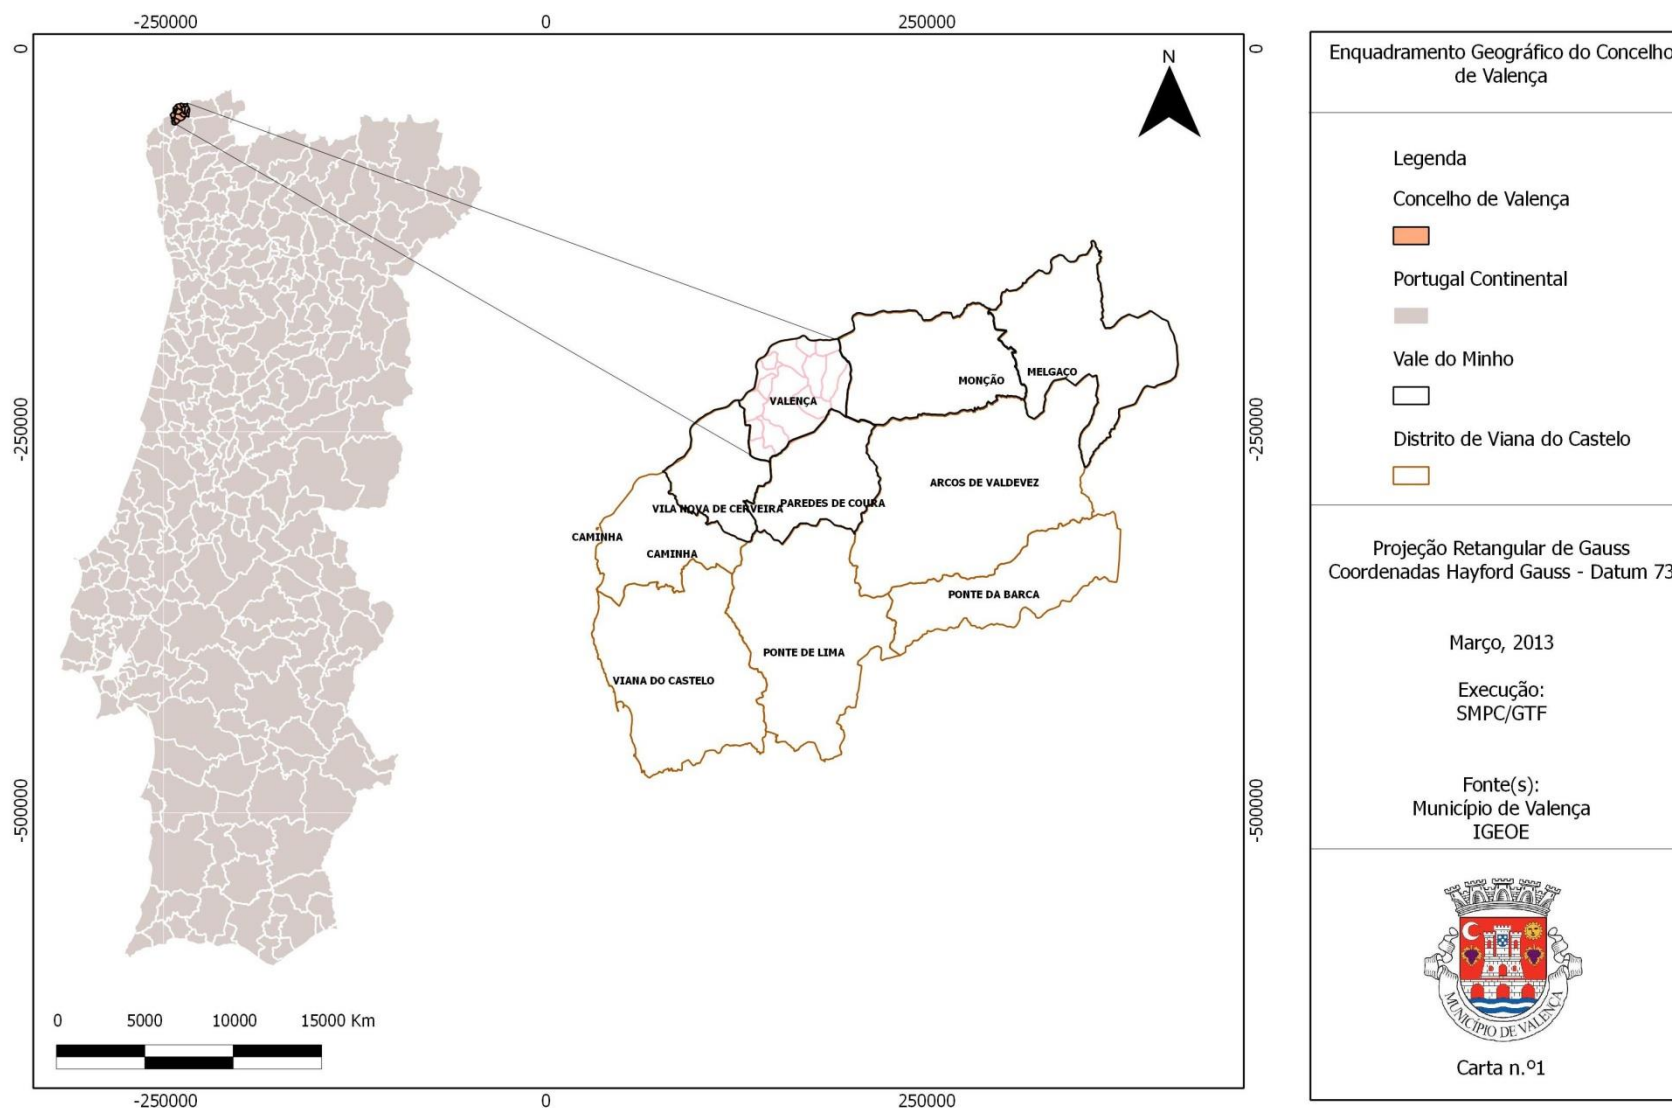 -250000
0
250000
0
0
N
-250000
-250000
-500000
-500000
MONÇÃO
MELGAÇO
VALENÇA
ARCOS DE VALDEVEZ
VILA NOVA DE CERVEIRA
PAREDES DE COURA
CAMINHA
CAMINHA
PONTE DA BARCA
PONTE DE LIMA
VIANA DO CASTELO
0 5000 10000 15000 Km
-250000
0
250000
Enquadramento Geográfico do Concelho
de Valença
Legenda
Concelho de Valença
Portugal Continental
Vale do Minho
Distrito de Viana do Castelo
Projeção Retangular de Gauss
Coordenadas Hayford Gauss - Datum 73
Março, 2013
Execução:
SMPC/GTF
Fonte(s):
Município de Valença
IGEOE
MUNICÍPIO DE VALENÇA
Carta n.º1